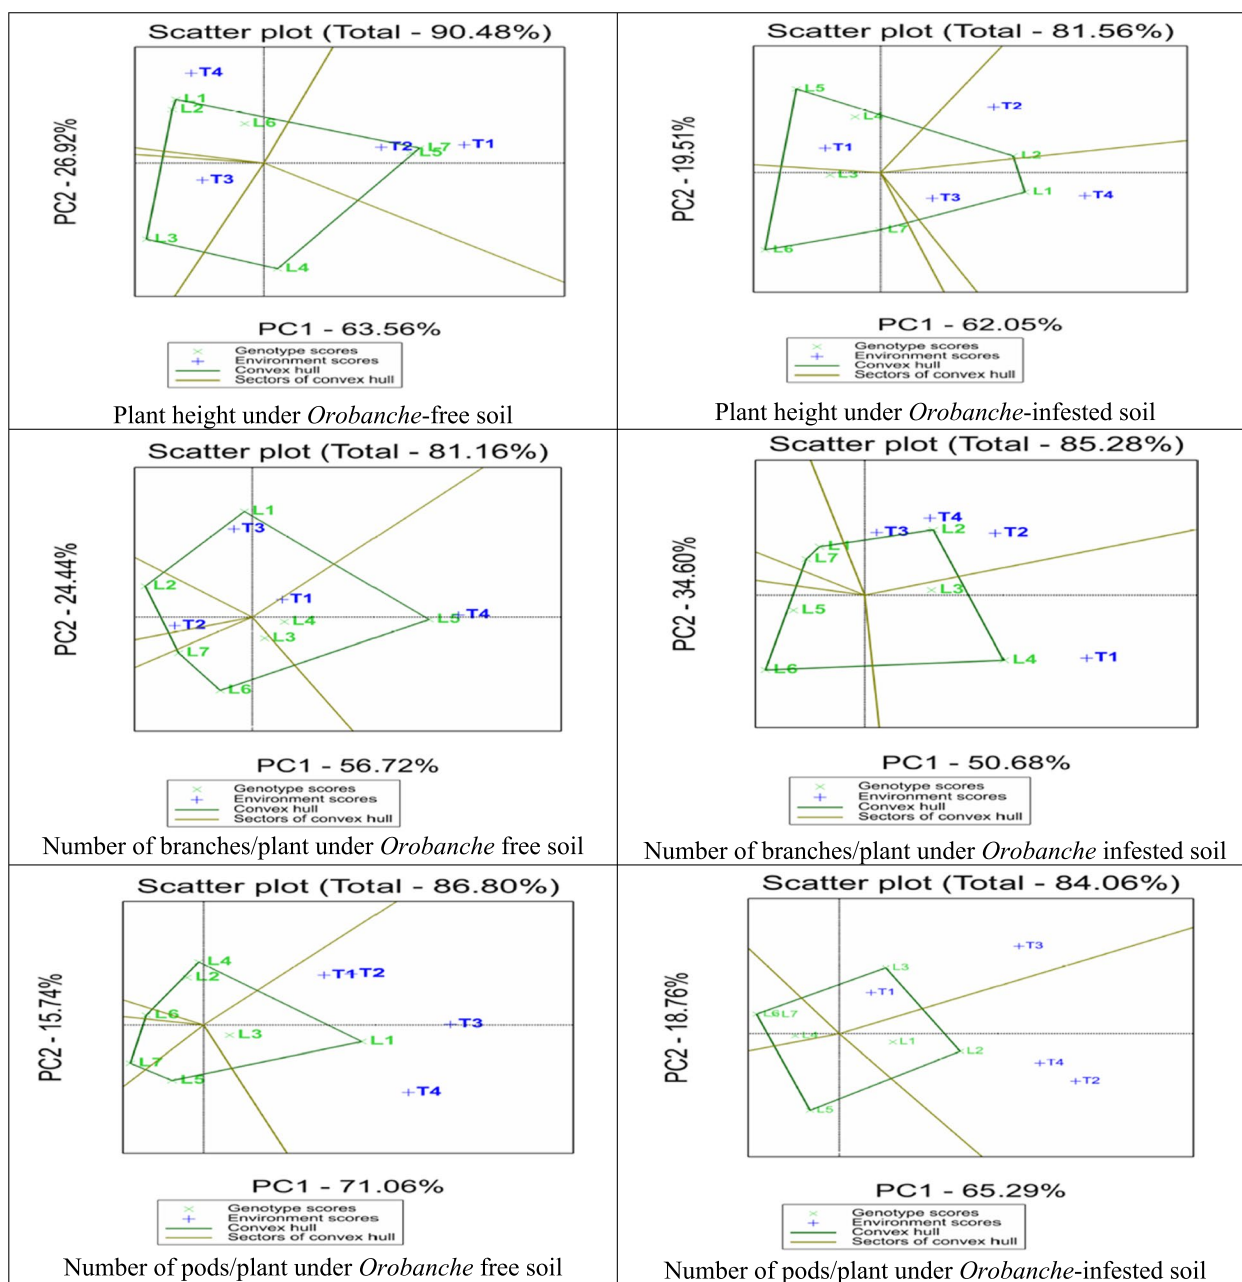 Scatter plot (Total - 90.48%)
T4
L1
L2
L6
T2
L7
L5
T1
T3
L3
L4
PC2 - 26.92%
PC1 - 63.56%
Genotype scores
Environment scores
Convex hull
Sectors of convex hull
Plant height under Orobanche-free soil
Scatter plot (Total - 81.56%)
L5
T2
L4
T1
L2
L3
T3
L1
T4
L7
L6
PC2 - 19.51%
PC1 - 62.05%
Genotype scores
Environment scores
Convex hull
Sectors of convex hull
Plant height under Orobanche-infested soil
Scatter plot (Total - 81.16%)
L1
T3
L2
T1
T4
L5
L4
T2
L3
L7
L6
PC2 - 24.44%
PC1 - 56.72%
Genotype scores
Environment scores
Convex hull
Sectors of convex hull
Number of branches/plant under Orobanche free soil
Scatter plot (Total - 85.28%)
T4
T3
L2
T2
L1
L7
L3
L5
L4
T1
L6
PC2 - 34.60%
PC1 - 50.68%
Genotype scores
Environment scores
Convex hull
Sectors of convex hull
Number of branches/plant under Orobanche infested soil
Scatter plot (Total - 86.80%)
L4
L2
T1 T2
L6
T3
L3
L1
L7
L5
T4
PC2 - 15.74%
PC1 - 71.06%
Genotype scores
Environment scores
Convex hull
Sectors of convex hull
Number of pods/plant under Orobanche free soil
Scatter plot (Total - 84.06%)
T3
L3
T1
L6 L7
L4
L1
L2
T4
T2
L5
PC2 - 18.76%
PC1 - 65.29%
Genotype scores
Environment scores
Convex hull
Sectors of convex hull
Number of pods/plant under Orobanche-infested soil